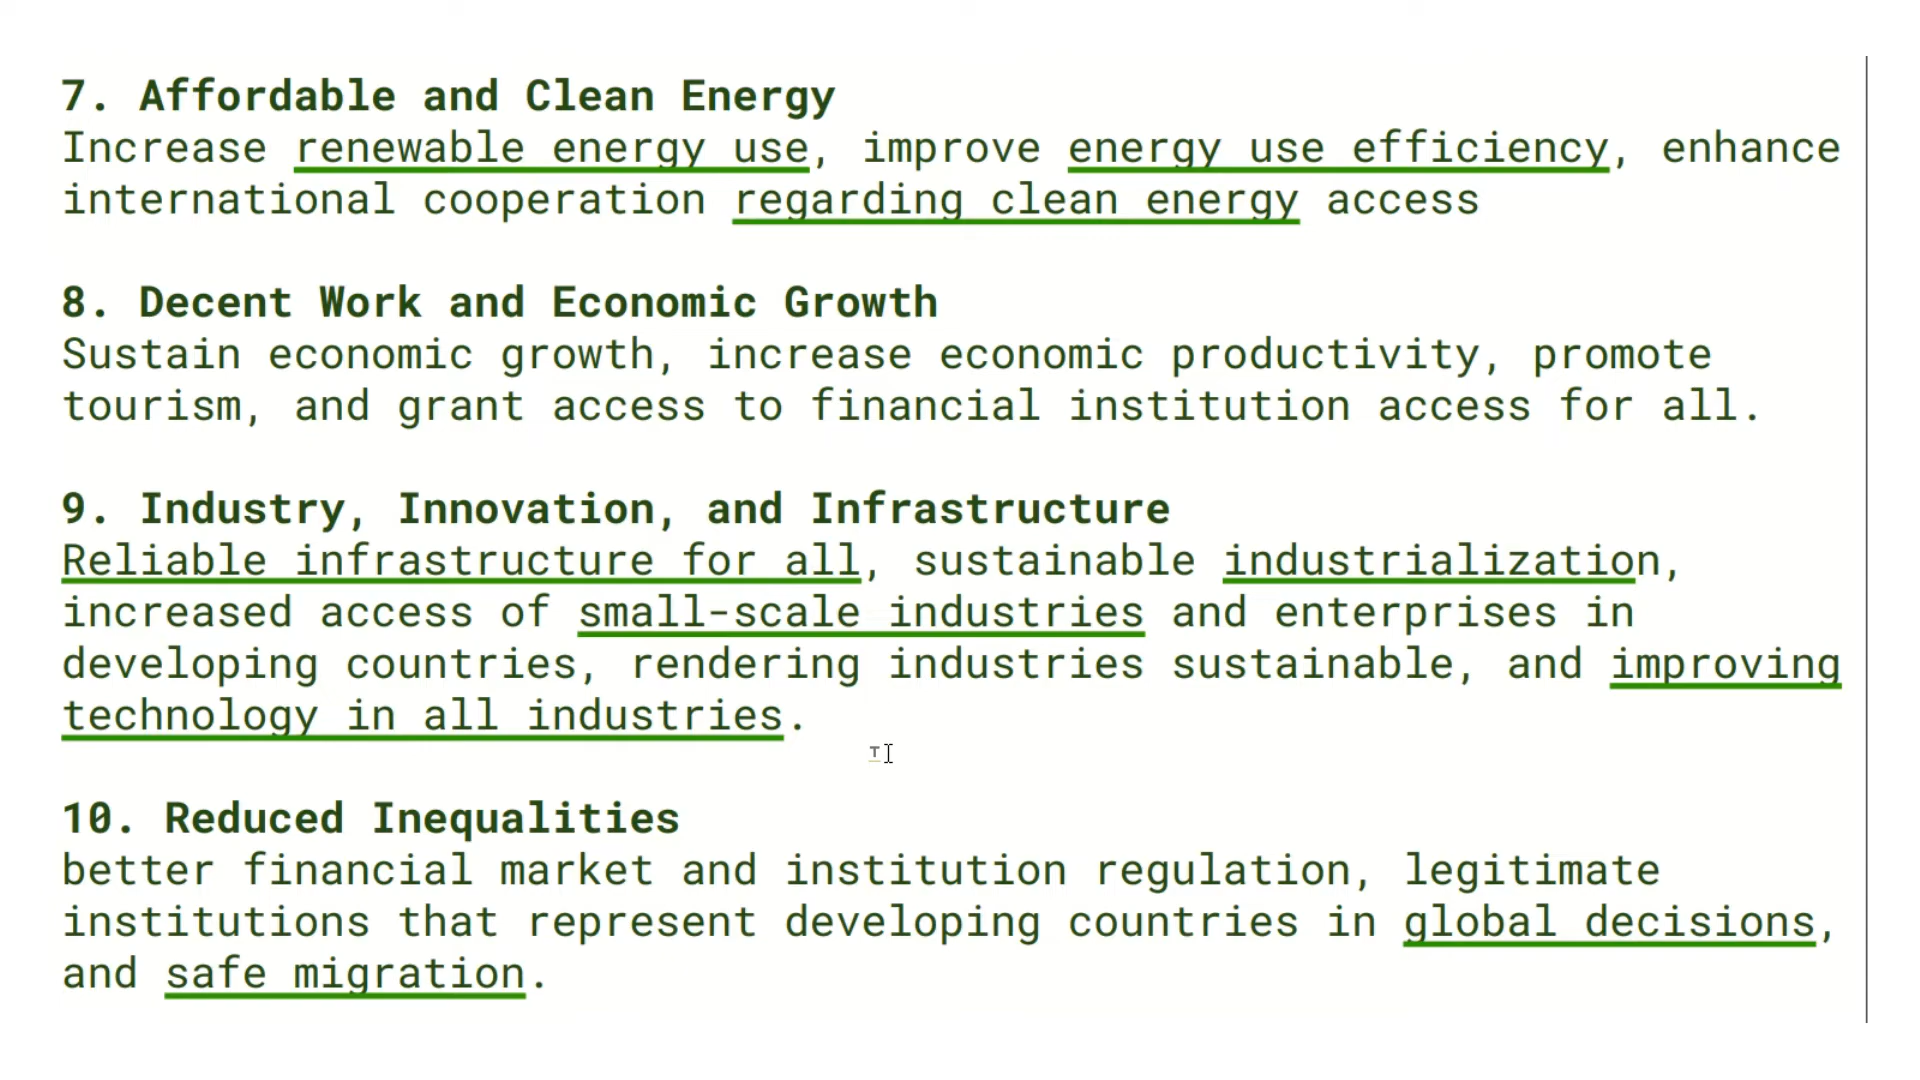 7. Affordable and Clean Energy
Increase renewable energy use, improve energy use efficiency, enhance
international cooperation regarding clean energy access
8. Decent Work and Economic Growth
Sustain economic growth, increase economic productivity, promote
tourism, and grant access to financial institution access for all.
9. Industry, Innovation, and Infrastructure
Reliable infrastructure for all, sustainable industrialization,
increased access of small-scale industries and enterprises in
developing countries, rendering industries sustainable, and improving
technology in all industries.
10. Reduced Inequalities
better financial market and institution regulation, legitimate
institutions that represent developing countries in global decisions,
and safe migration.